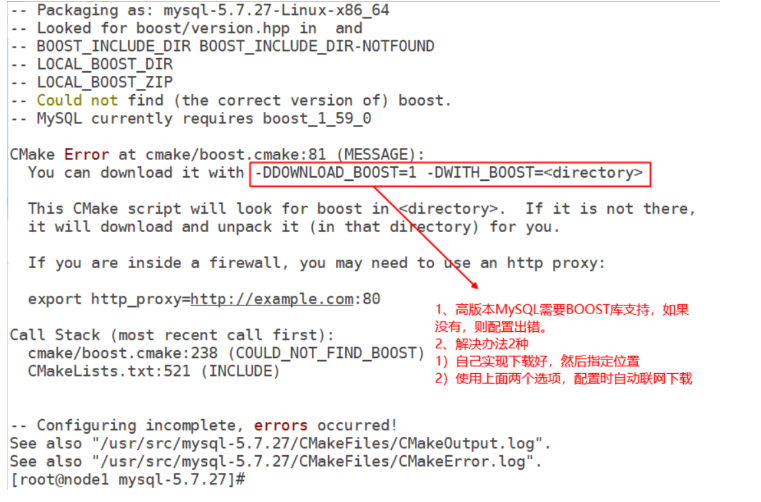 -- Packaging as: mysql-5.7.27-Linux-x86_64
-- Looked for boost/version.hpp in  and
-- BOOST_INCLUDE_DIR BOOST_INCLUDE_DIR-NOTFOUND
-- LOCAL_BOOST_DIR
-- LOCAL_BOOST_ZIP
-- Could not find (the correct version of) boost.
-- MySQL currently requires boost_1_59_0
CMake Error at cmake/boost.cmake:81 (MESSAGE):
You can download it with -DDOWNLOAD_BOOST=1 -DWITH_BOOST=<directory>
This CMake script will look for boost in <directory>.  If it is not there,
it will download and unpack it (in that directory) for you.
If you are inside a firewall, you may need to use an http proxy:
export http_proxy=http://example.com:80
1、高版本MySQL需要BOOST库支持，如果
没有，则配置出错。
2、解决办法2种
1）自己实现下载好，然后指定位置
2）使用上面两个选项，配置时自动联网下载
Call Stack (most recent call first):
cmake/boost.cmake:238 (COULD_NOT_FIND_BOOST)
CMakeLists.txt:521 (INCLUDE)
-- Configuring incomplete, errors occurred!
See also "/usr/src/mysql-5.7.27/CMakeFiles/CMakeOutput.log".
See also "/usr/src/mysql-5.7.27/CMakeFiles/CMakeError.log".
[root@node1 mysql-5.7.27]#